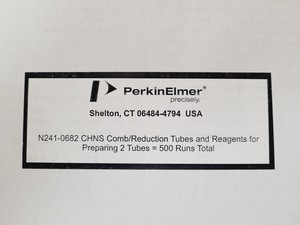 PerkinElmer®
precisely.
Shelton, CT 06484-4794 USA
N241-0682 CHNS Comb/Reduction Tubes and Reagents for
Preparing 2 Tubes = 500 Runs Total